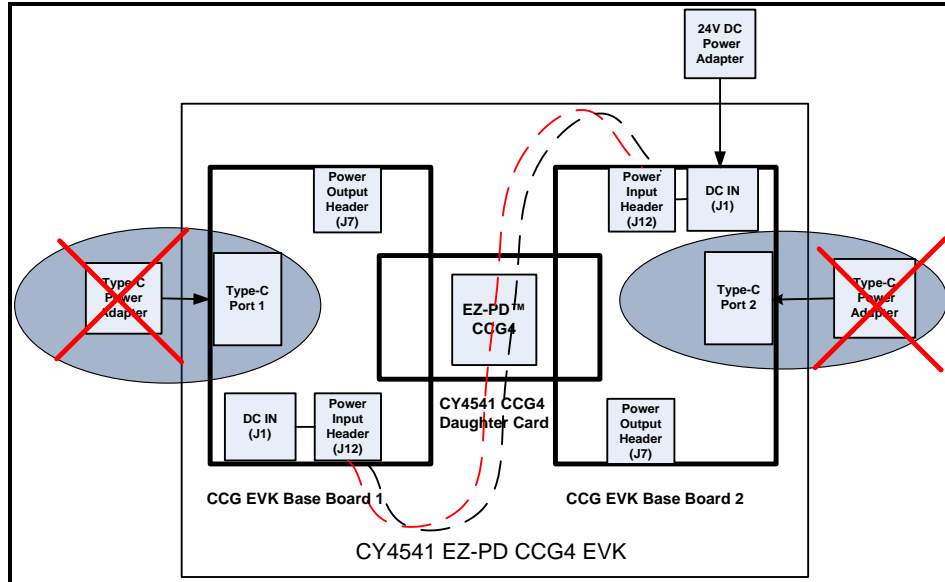 24V DC
Power
Adapter
Power
Output
Header
(J7)
Power
Input
Header
(J12)
DC IN
(J1)
Type-C
Power
Adapter
Type-C
Port 1
EZ-PD™
CCG4
Type-C
Port 2
Type-C
Power
Adapter
CY4541 CCG4
Daughter Card
DC IN
(J1)
Power
Input
Header
(J12)
Power
Output
Header
(J7)
CCG EVK Base Board 1
CCG EVK Base Board 2
CY4541 EZ-PD CCG4 EVK